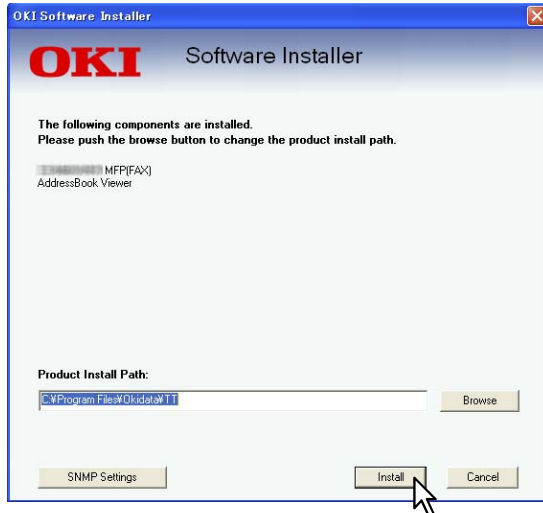 OKI Software Installer
OKI Software Installer
The following components are installed.
Please push the browse button to change the product install path.
MFP(FAX)
AddressBook Viewer
Product Install Path:
C:¥Program Files¥Okidata¥TT
Browse
SNMP Settings Install Cancel